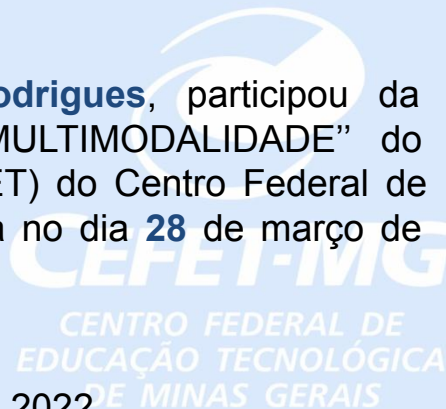 odrigues, participou da
MULTIMODALIDADE” do
ET) do Centro Federal de
a no dia 28 de março de
CEFET-MG
CENTRO FEDERAL DE
EDUCAÇÃO TECNOLÓGICA
DE MINAS GERAIS
2022